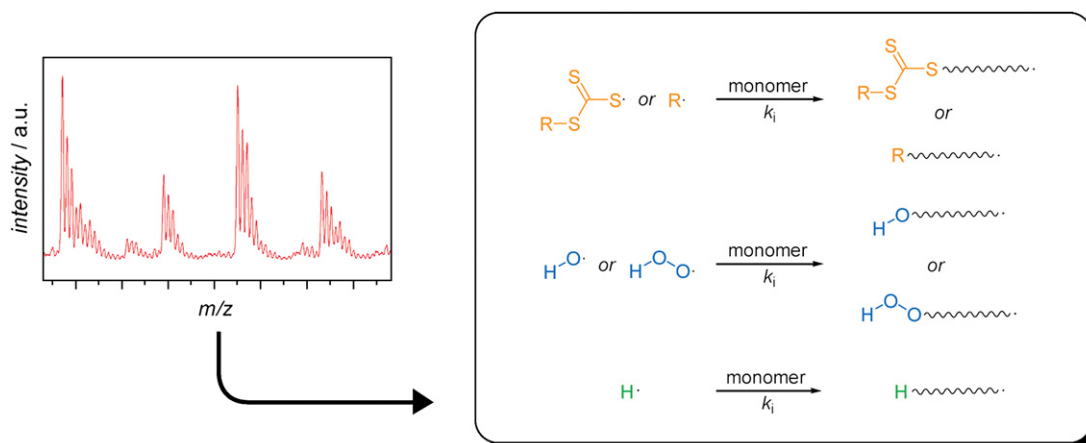 intensity / a.u.
m/z
S
S·
R
S
or
R·
monomer
ki
S
S
R
S
·
or
R
·
H
O·
or
H
O
O·
monomer
ki
H
O
·
or
H
O
O
·
H·
monomer
ki
H
·